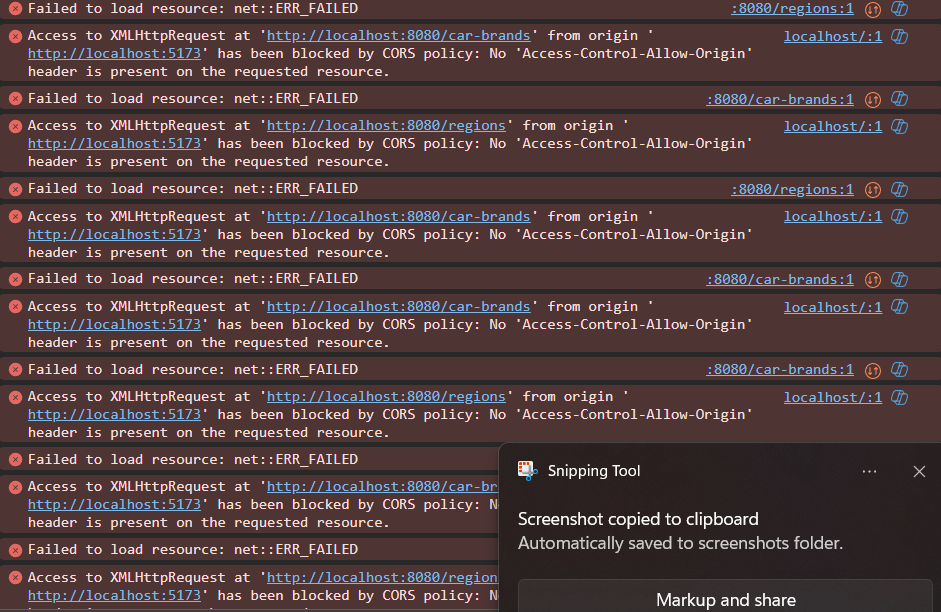 Failed to load resource: net::ERR_FAILED :8080/regions:1
Access to XMLHttpRequest at 'http://localhost:8080/car-brands' from origin ' localhost/:1
http://localhost:5173' has been blocked by CORS policy: No 'Access-Control-Allow-Origin'
header is present on the requested resource.
Failed to load resource: net::ERR_FAILED :8080/car-brands:1
Access to XMLHttpRequest at 'http://localhost:8080/regions' from origin ' localhost/:1
http://localhost:5173' has been blocked by CORS policy: No 'Access-Control-Allow-Origin'
header is present on the requested resource.
Failed to load resource: net::ERR_FAILED :8080/regions:1
Access to XMLHttpRequest at 'http://localhost:8080/car-brands' from origin ' localhost/:1
http://localhost:5173' has been blocked by CORS policy: No 'Access-Control-Allow-Origin'
header is present on the requested resource.
Failed to load resource: net::ERR_FAILED :8080/car-brands:1
Access to XMLHttpRequest at 'http://localhost:8080/car-brands' from origin ' localhost/:1
http://localhost:5173' has been blocked by CORS policy: No 'Access-Control-Allow-Origin'
header is present on the requested resource.
Failed to load resource: net::ERR_FAILED :8080/car-brands:1
Access to XMLHttpRequest at 'http://localhost:8080/regions' from origin ' localhost/:1
http://localhost:5173' has been blocked by CORS policy: No 'Access-Control-Allow-Origin'
header is present on the requested resource.
Failed to load resource: net::ERR_FAILED
Access to XMLHttpRequest at 'http://localhost:8080/car-br
http://localhost:5173' has been blocked by CORS policy: No
header is present on the requested resource.
Failed to load resource: net::ERR_FAILED
Access to XMLHttpRequest at 'http://localhost:8080/region
http://localhost:5173' has been blocked by CORS policy: No
Snipping Tool
Screenshot copied to clipboard
Automatically saved to screenshots folder.
Markup and share